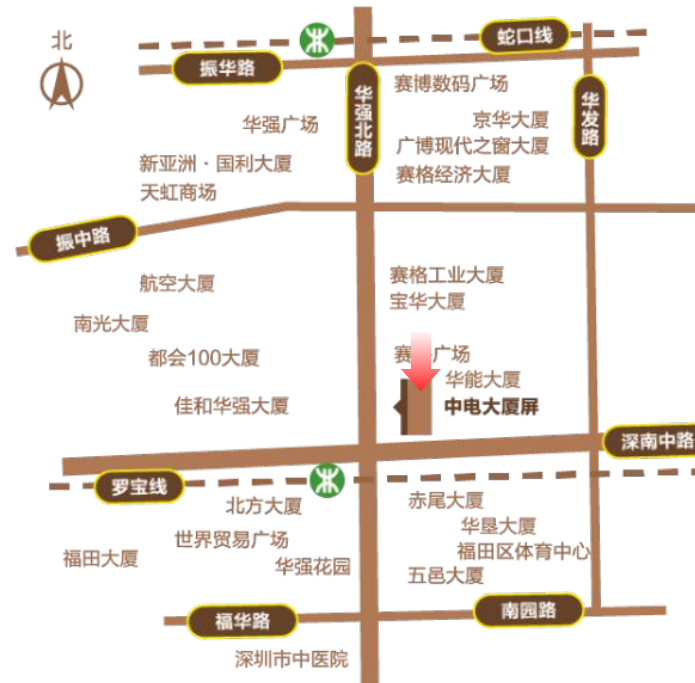 北
蛇口线
振华路
华强北路
华发路
赛博数码广场
华强广场
京华大厦
广博现代之窗大厦
新亚洲·国利大厦
赛格经济大厦
天虹商场
振中路
航空大厦
赛格工业大厦
宝华大厦
南光大厦
都会100大厦
赛 广场
华能大厦
佳和华强大厦
中电大厦屏
深南中路
罗宝线
北方大厦
赤尾大厦
世界贸易广场
华垦大厦
福田大厦
华强花园
福田区体育中心
五邑大厦
福华路
南园路
深圳市中医院